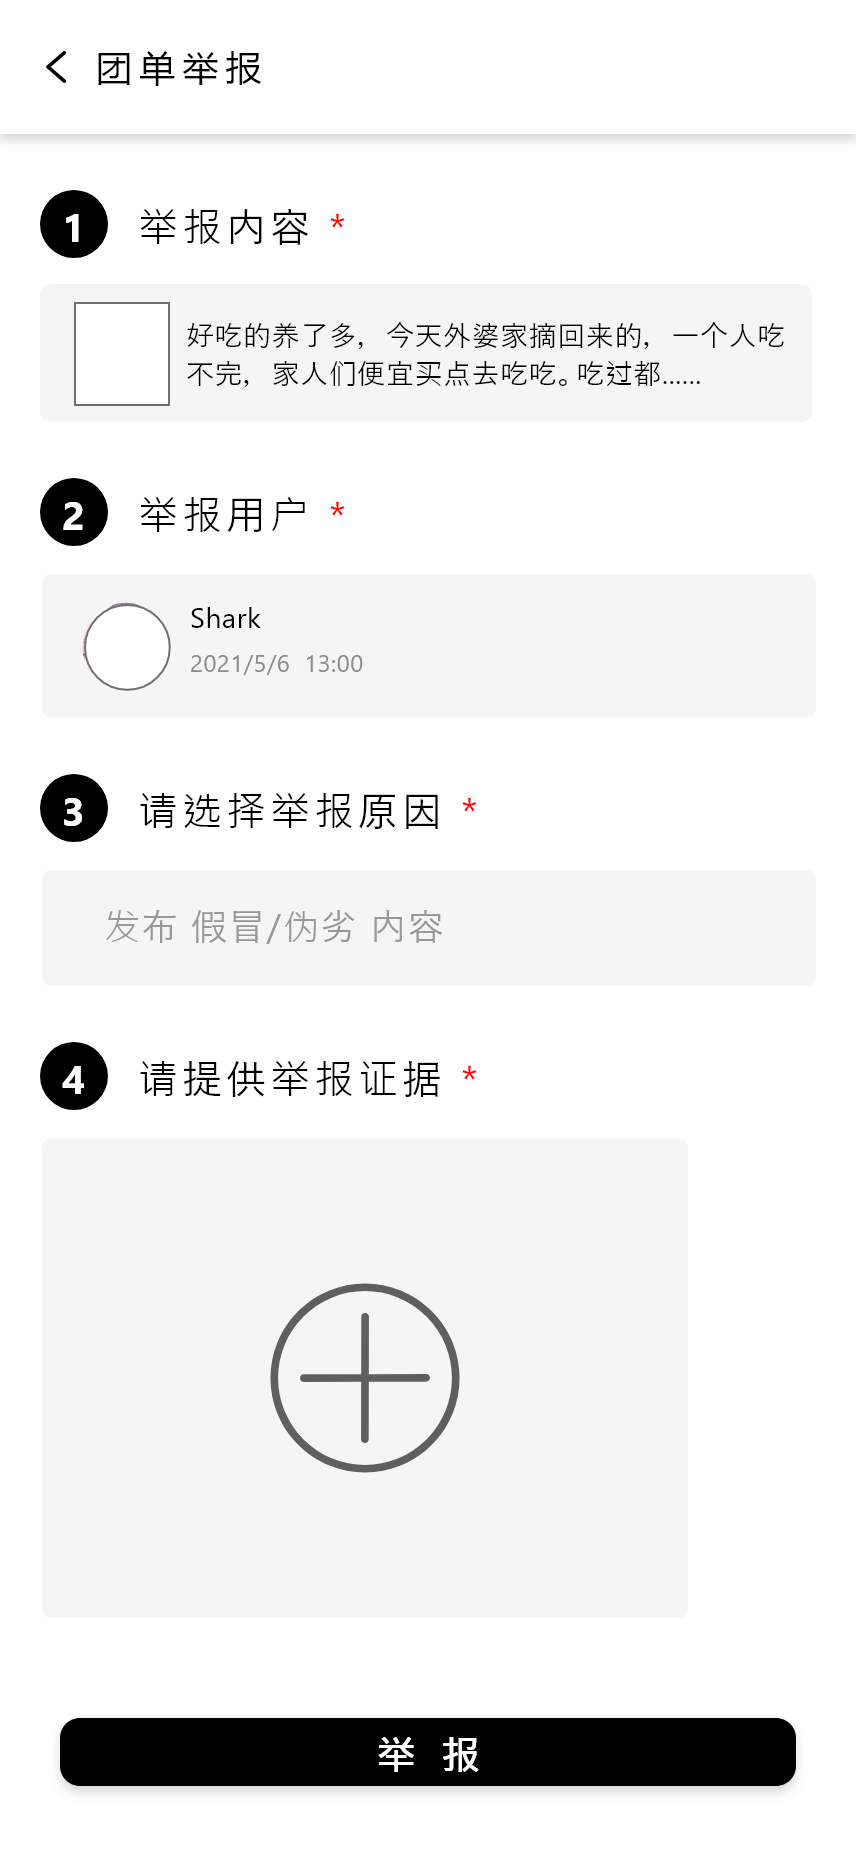 团单举报
1 举报内容 *
好吃的养了多，今天外婆家摘回来的，一个人吃
不完，家人们便宜买点去吃吃。吃过都......
2 举报用户 *
Shark
2021/5/6 13:00
3 请选择举报原因 *
发布 假冒/伪劣 内容
4 请提供举报证据 *
举 报